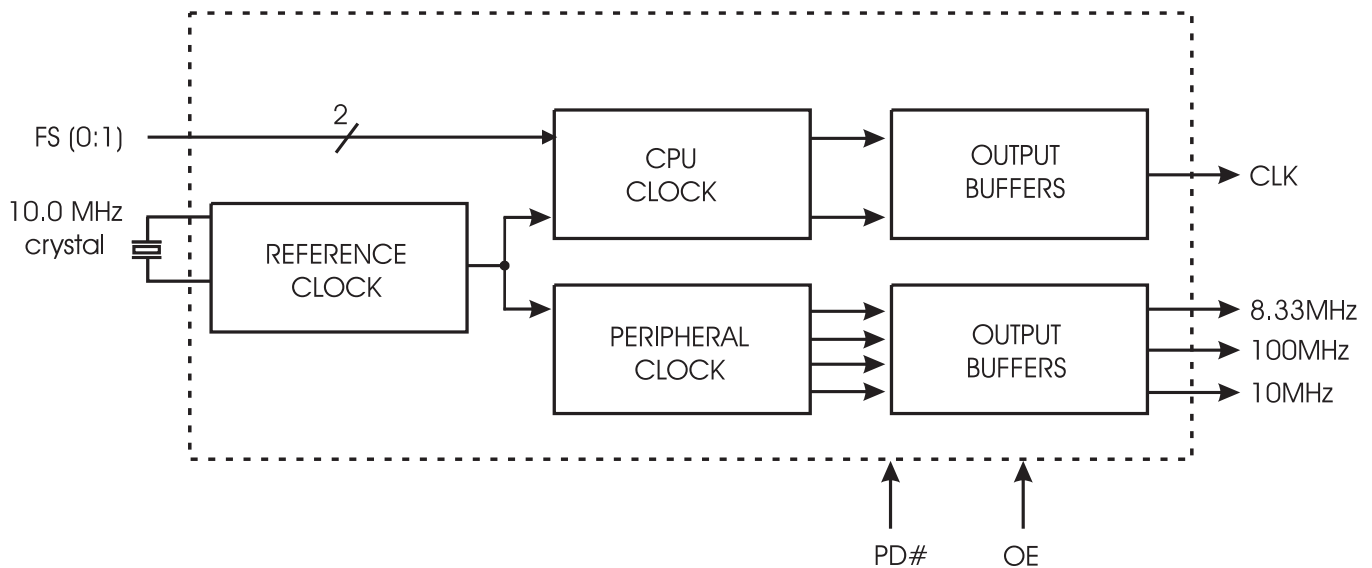 2
FS (0:1)
CPU
CLOCK
OUTPUT
BUFFERS
CLK
10.0 MHz
crystal
REFERENCE
CLOCK
PERIPHERAL
CLOCK
OUTPUT
BUFFERS
8.33MHz
100MHz
10MHz
PD#
OE